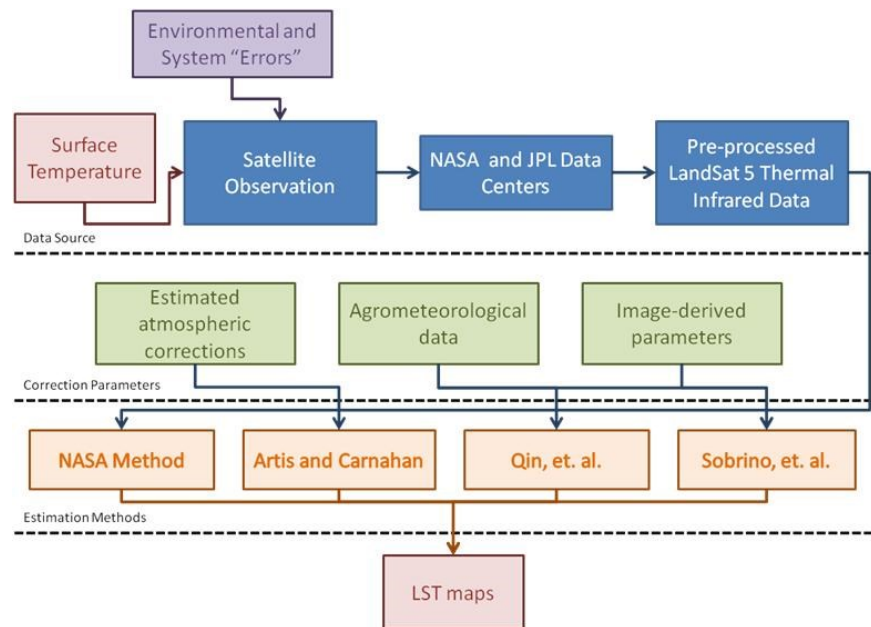 Environmental and
System “Errors”
Surface
Temperature
Satellite
Observation
NASA and JPL Data
Centers
Pre-processed
LandSat 5 Thermal
Infrared Data
Data Source
Estimated
atmospheric
corrections
Agrometeorological
data
Image-derived
parameters
Correction Parameters
NASA Method
Artis and Carnahan
Qin, et. al.
Sobrino, et. al.
Estimation Methods
LST maps